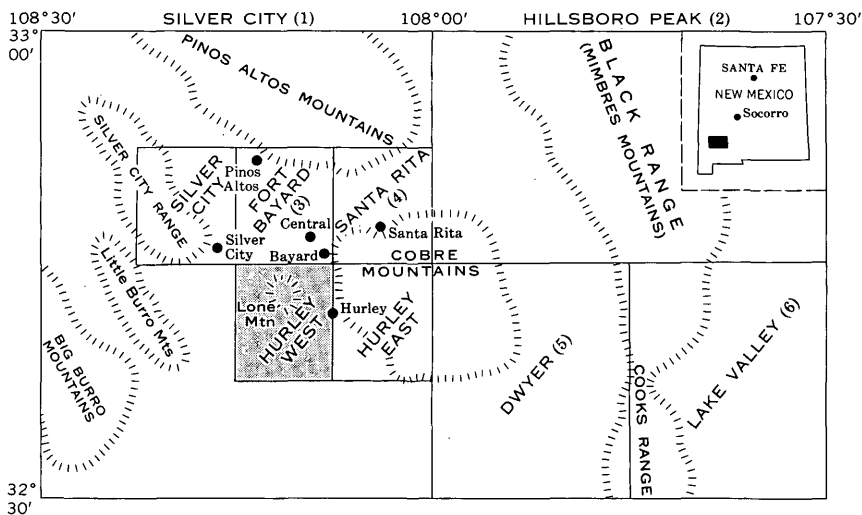 108°30' SILVER CITY (1) 108°00' HILLSBORO PEAK (2) 107°30'
33°
00'
PINOS ALTOS MOUNTAINS
BLACK RANGE
(MIMBRES MOUNTAINS)
SANTA FE
NEW MEXICO
Socorro
SILVER CITY RANGE
SILVER
CITY
Pinos
Altos
FORT
BAYARD
(3)
SANTA RITA
(4)
Central
Santa Rita
Silver
City
Bayard
COBRE
MOUNTAINS
Little Burro Mts
Lone
Mtn
HURLEY
WEST
Hurley
HURLEY
EAST
BIG BURRO
MOUNTAINS
DWYER (5)
COOKS RANGE
LAKE VALLEY (6)
32°
30'